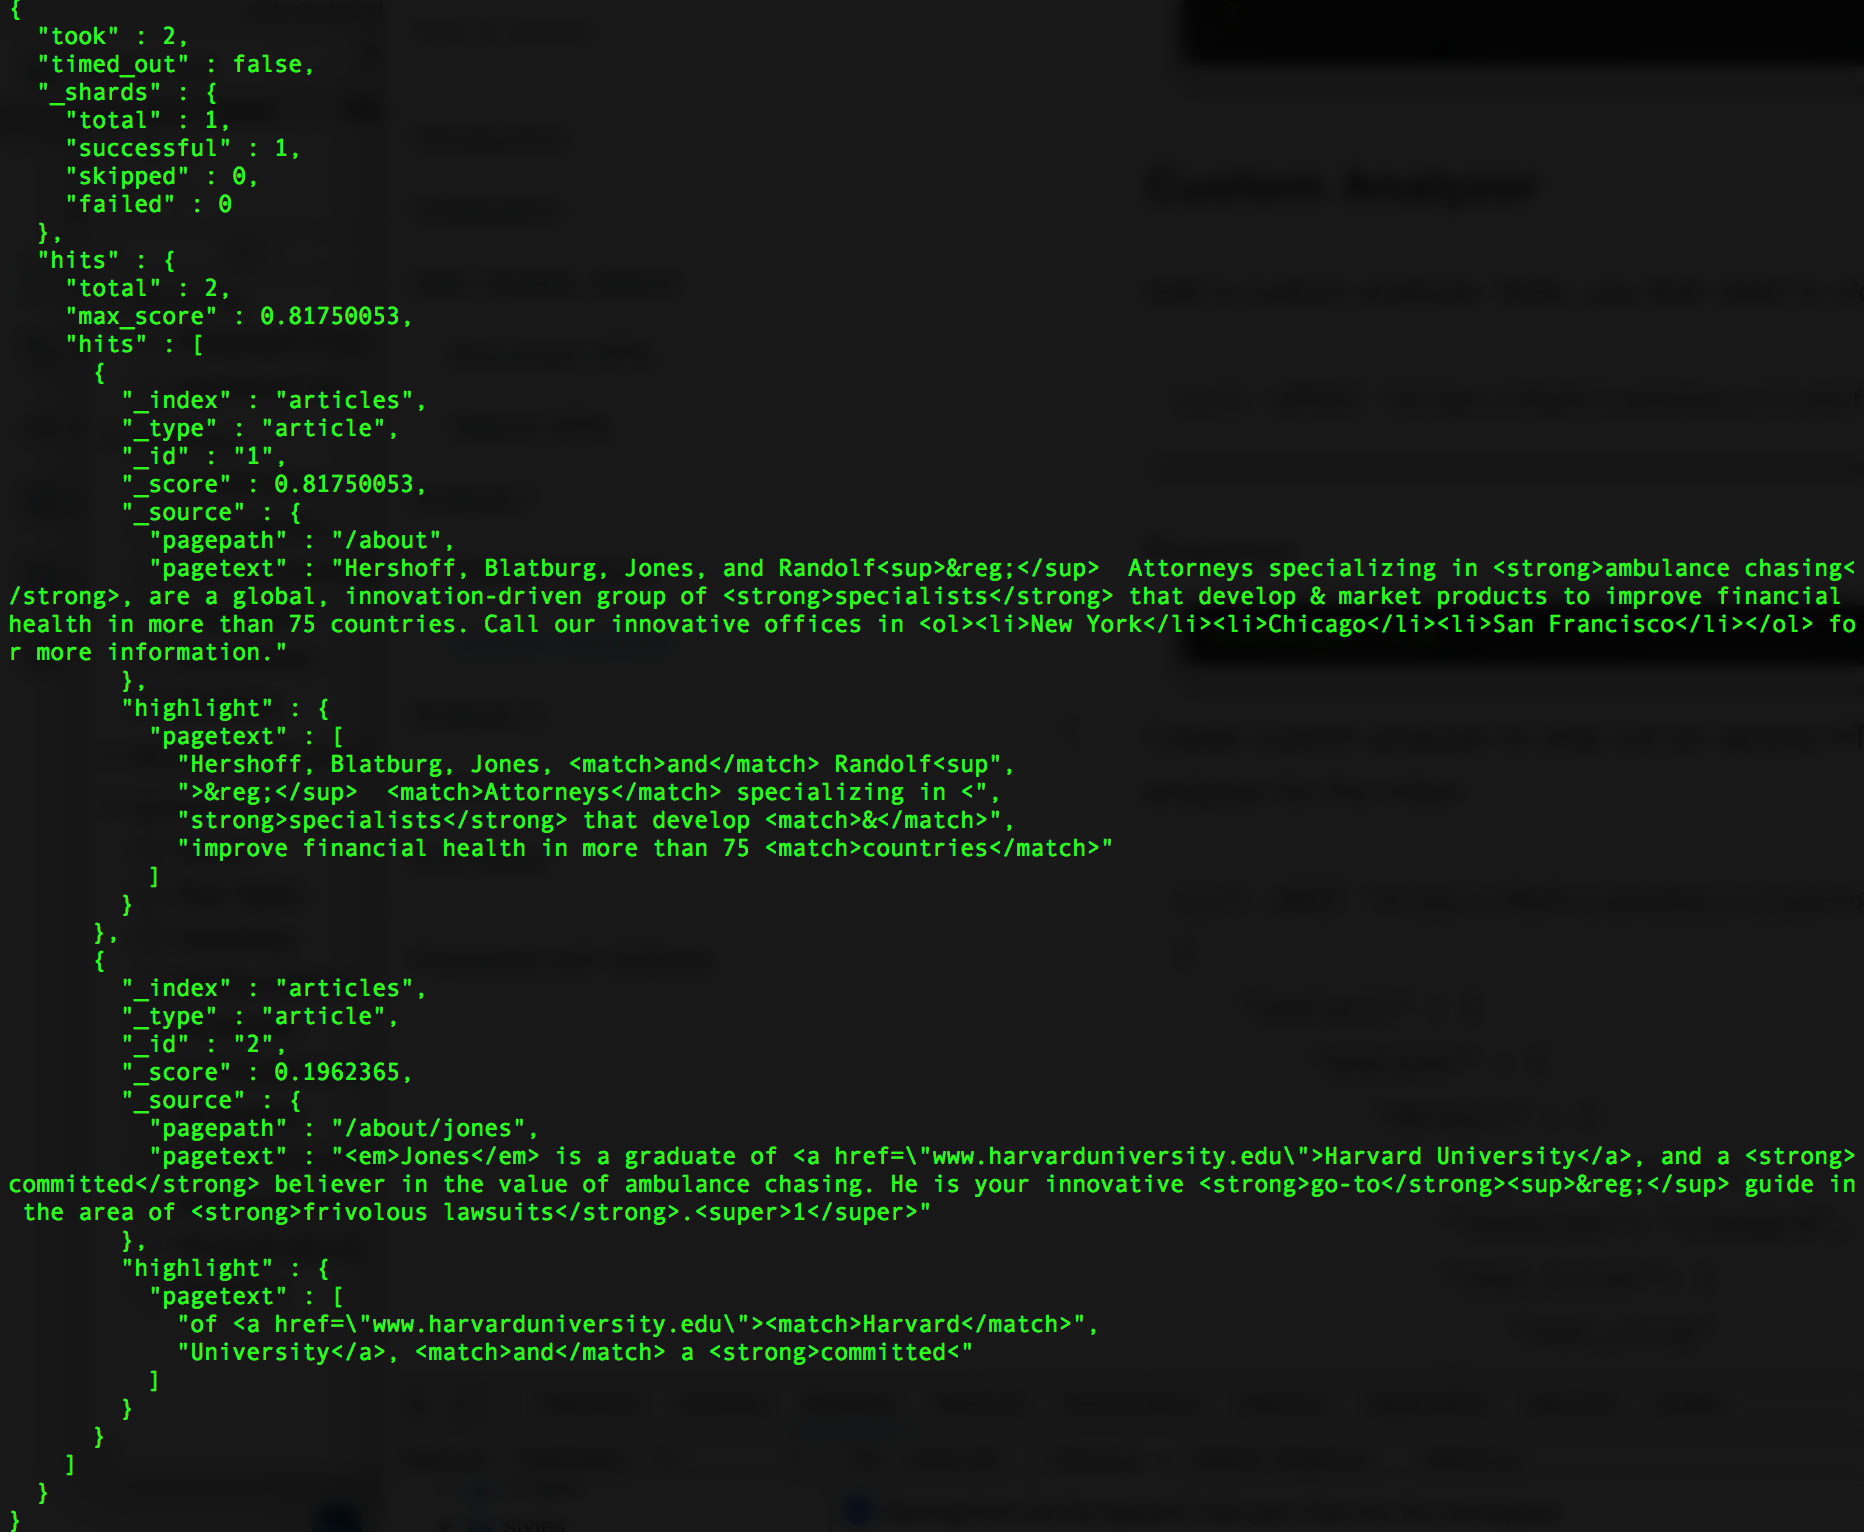 {
  "took" : 2,
  "timed_out" : false,
  "_shards" : {
    "total" : 1,
    "successful" : 1,
    "skipped" : 0,
    "failed" : 0
  },
  "hits" : {
    "total" : 2,
    "max_score" : 0.81750053,
    "hits" : [
      {
        "_index" : "articles",
        "_type" : "article",
        "_id" : "1",
        "_score" : 0.81750053,
        "_source" : {
          "pagepath" : "/about",
          "pagetext" : "Hershoff, Blatburg, Jones, and Randolf<sup>&reg;</sup>  Attorneys specializing in <strong>ambulance chasing<
/strong>, are a global, innovation-driven group of <strong>specialists</strong> that develop & market products to improve financial
health in more than 75 countries. Call our innovative offices in <ol><li>New York</li><li>Chicago</li><li>San Francisco</li></ol> fo
r more information."
        },
        "highlight" : {
          "pagetext" : [
            "Hershoff, Blatburg, Jones, <match>and</match> Randolf<sup",
            ">&reg;</sup>  <match>Attorneys</match> specializing in <",
            "strong>specialists</strong> that develop <match>&</match>",
            "improve financial health in more than 75 <match>countries</match>"
          ]
        }
      },
      {
        "_index" : "articles",
        "_type" : "article",
        "_id" : "2",
        "_score" : 0.1962365,
        "_source" : {
          "pagepath" : "/about/jones",
          "pagetext" : "<em>Jones</em> is a graduate of <a href=\"www.harvarduniversity.edu\">Harvard University</a>, and a <strong>
committed</strong> believer in the value of ambulance chasing. He is your innovative <strong>go-to</strong><sup>&reg;</sup> guide in
 the area of <strong>frivolous lawsuits</strong>.<super>1</super>"
        },
        "highlight" : {
          "pagetext" : [
            "of <a href=\"www.harvarduniversity.edu\"><match>Harvard</match>",
            "University</a>, <match>and</match> a <strong>committed<"
          ]
        }
      }
    ]
  }
}
Custom Analyzer
styles